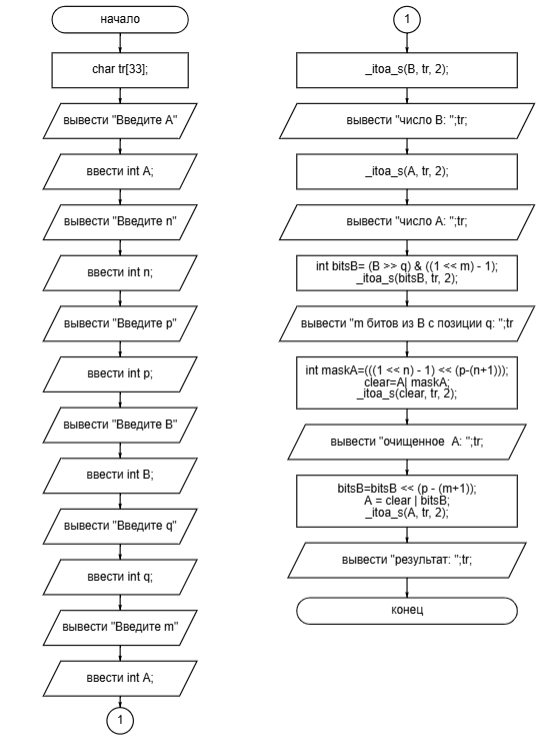 начало
char tr[33];
вывести "Введите A"
ввести int A;
вывести "Введите n"
ввести int n;
вывести "Введите p"
ввести int p;
вывести "Введите B"
ввести int B;
вывести "Введите q"
ввести int q;
вывести "Введите m"
ввести int A;
1
1
_itoa_s(B, tr, 2);
вывести "число B: ";tr;
_itoa_s(A, tr, 2);
вывести "число A: ";tr;
int bitsB= (B >> q) & ((1 << m) - 1);
_itoa_s(bitsB, tr, 2);
вывести "m битов из B с позиции q: ";tr
int maskA=(((1 << n) - 1) << (p-(n+1)));
clear=A| maskA;
_itoa_s(clear, tr, 2);
вывести "очищенное  A: ";tr;
bitsB=bitsB << (p - (m+1));
A = clear | bitsB;
_itoa_s(A, tr, 2);
вывести "результат: ";tr;
конец